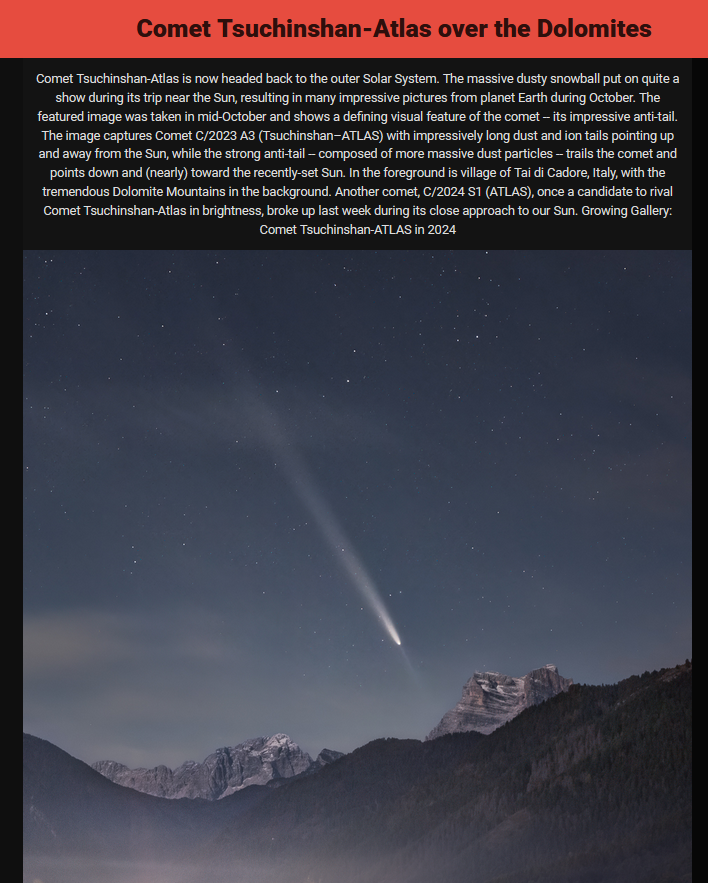 Comet Tsuchinshan-Atlas over the Dolomites
Comet Tsuchinshan-Atlas is now headed back to the outer Solar System. The massive dusty snowball put on quite a
show during its trip near the Sun, resulting in many impressive pictures from planet Earth during October. The
featured image was taken in mid-October and shows a defining visual feature of the comet -- its impressive anti-tail.
The image captures Comet C/2023 A3 (Tsuchinshan–ATLAS) with impressively long dust and ion tails pointing up
and away from the Sun, while the strong anti-tail -- composed of more massive dust particles -- trails the comet and
points down and (nearly) toward the recently-set Sun. In the foreground is village of Tai di Cadore, Italy, with the
tremendous Dolomite Mountains in the background. Another comet, C/2024 S1 (ATLAS), once a candidate to rival
Comet Tsuchinshan-Atlas in brightness, broke up last week during its close approach to our Sun. Growing Gallery:
Comet Tsuchinshan-ATLAS in 2024